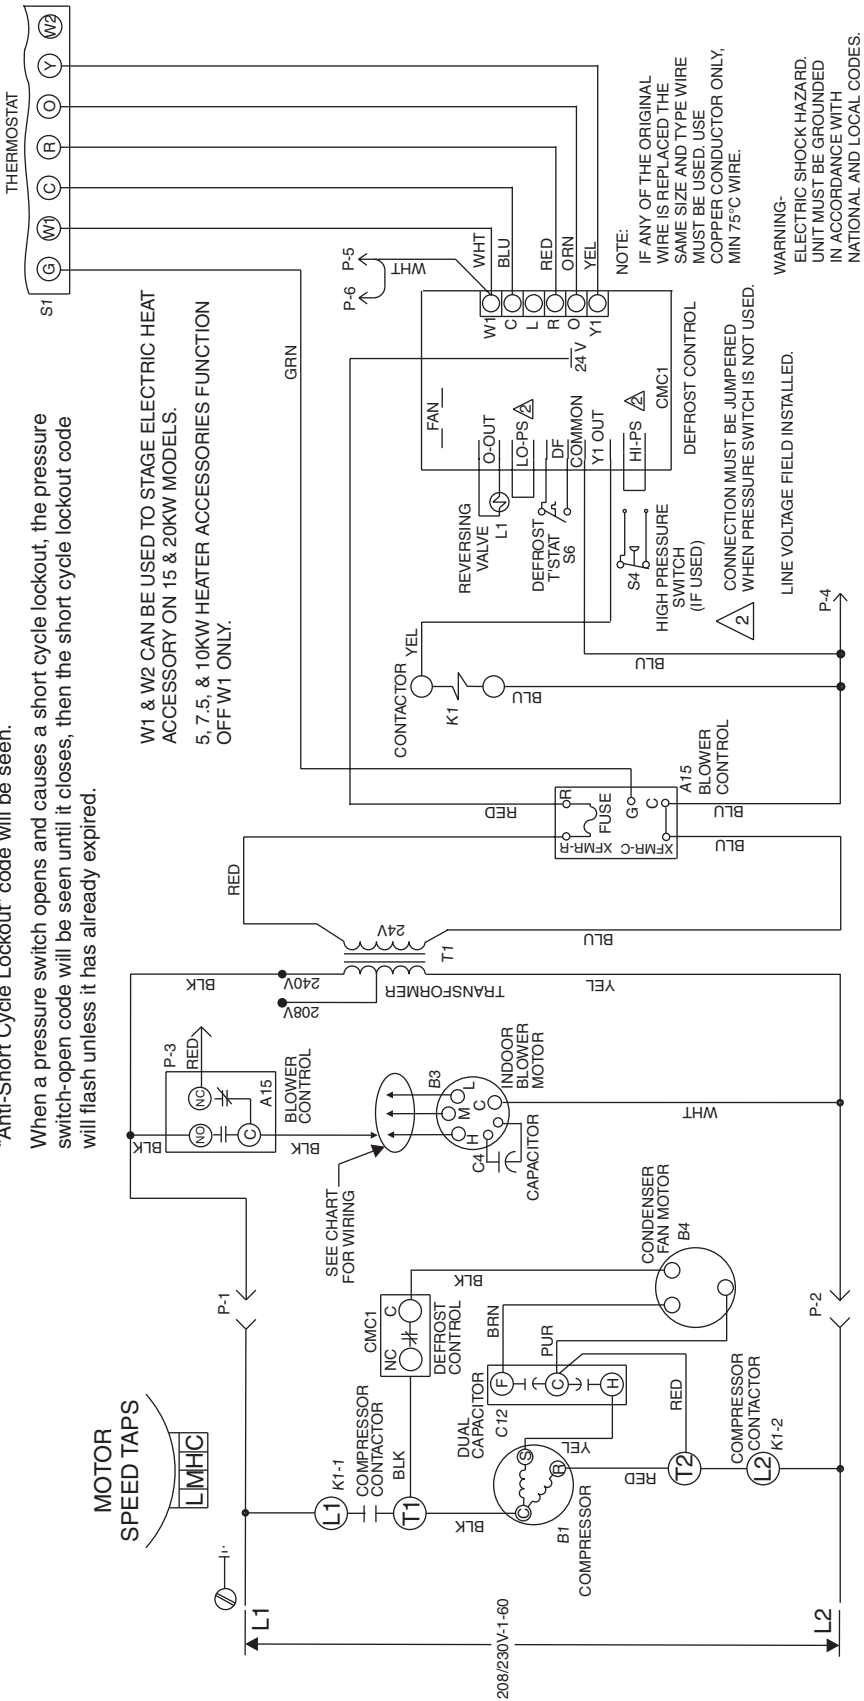 "Anti-Short Cycle Lockout" code will be seen.
When a pressure switch opens and causes a short cycle lockout, the pressure
switch-open code will be seen until it closes, then the short cycle lockout code
will flash unless it has already expired.
MOTOR
SPEED TAPS
L M H C
W1 & W2 CAN BE USED TO STAGE ELECTRIC HEAT
ACCESSORY ON 15 & 20KW MODELS.
5, 7.5, & 10KW HEATER ACCESSORIES FUNCTION
OFF W1 ONLY.
THERMOSTAT
S1
G
W1
C
R
O
Y
W2
GRN
L1
208/230V-1-60
L2
P-1
P-2
L1
K1-1
COMPRESSOR
CONTACTOR
T1
BLK
BLK
CMC1
NC
C
DEFROST
CONTROL
BLK
DUAL
CAPACITOR
C12
F
C
H
BRN
PUR
YEL
RED
C
S
R
B1
COMPRESSOR
RED
T2
L2
COMPRESSOR
CONTACTOR
K1-2
CONDENSER
FAN MOTOR
B4
SEE CHART
FOR WIRING
BLK
BLK
P-3
RED
NO
NC
C
A15
BLOWER
CONTROL
B3
H
M
L
C
INDOOR
BLOWER
MOTOR
C4
CAPACITOR
WHT
BLK
208V
240V
TRANSFORMER
24V
T1
YEL
RED
BLU
RED
BLU
BLU
XFMR-R
XFMR-C
R
FUSE
G
C
A15
BLOWER
CONTROL
CONTACTOR
K1
YEL
BLU
BLU
P-4
REVERSING
VALVE
L1
DEFROST
T'STAT
S6
S4
HIGH PRESSURE
SWITCH
(IF USED)
FAN
O-OUT
LO-PS
2
DF
COMMON
Y1 OUT
HI-PS
2
24 V
W1
C
L
R
O
Y1
CMC1
DEFROST CONTROL
P-6
P-5
WHT
WHT
BLU
RED
ORN
YEL
2
CONNECTION MUST BE JUMPERED
WHEN PRESSURE SWITCH IS NOT USED.
LINE VOLTAGE FIELD INSTALLED.
NOTE:
IF ANY OF THE ORIGINAL
WIRE IS REPLACED THE
SAME SIZE AND TYPE WIRE
MUST BE USED. USE
COPPER CONDUCTOR ONLY,
MIN 75°C WIRE.
WARNING-
ELECTRIC SHOCK HAZARD.
UNIT MUST BE GROUNDED
IN ACCORDANCE WITH
NATIONAL AND LOCAL CODES.